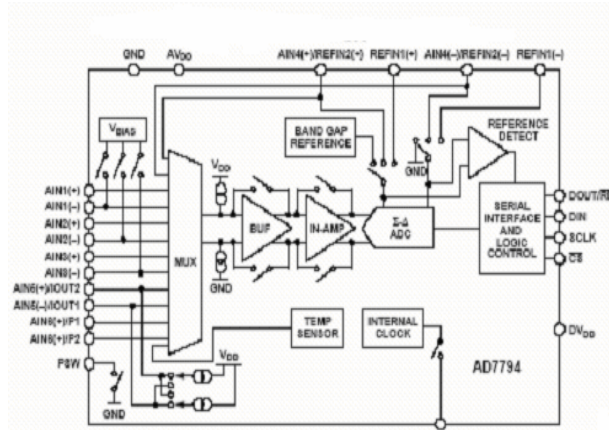 GND AVDD AIN4(+)/REFIN2(+) REFIN1(+) AIN4(–)/REFIN2(–) REFIN1(–)
VBIAS
BAND GAP
REFERENCE
GND
REFERENCE
DETECT
VDD
AIN1(+)
AIN1(–)
AIN2(+)
AIN2(–)
AIN3(+)
AIN3(–)
AIN5(+)/IOUT2
AIN5(–)/IOUT1
AIN6(+)/P1
AIN6(–)/P2
MUX
BUF
IN-AMP
Σ-Δ
ADC
GND
SERIAL
INTERFACE
AND
LOGIC
CONTROL
DIN
SCLK
CS
TEMP
SENSOR
INTERNAL
CLOCK
DVDD
PSW
GND
VDD
AD7794